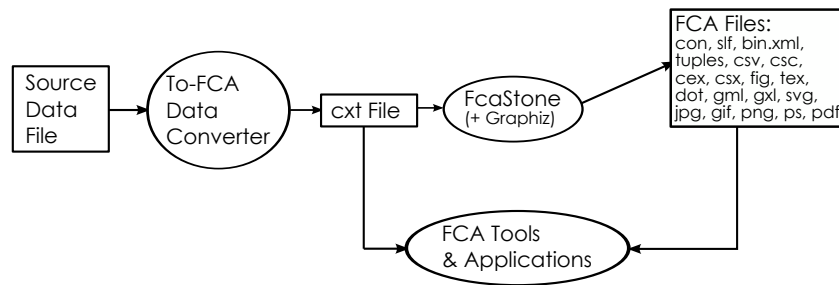 Source
Data
File
To-FCA
Data
Converter
cxt File
FcaStone
(+ Graphiz)
FCA Files:
con, slf, bin.xml,
tuples, csv, csc,
cex, csx, fig, tex,
dot, gml, gxl, svg,
jpg, gif, png, ps, pdf
FCA Tools
& Applications